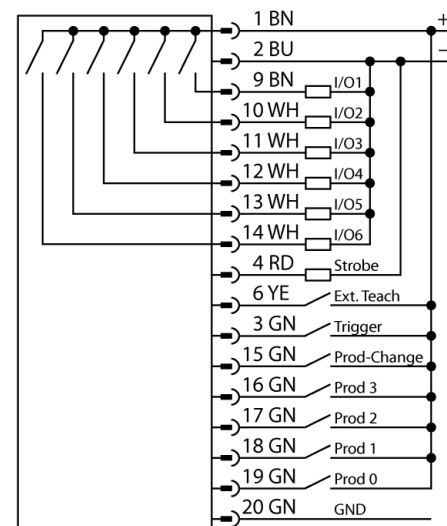 1 BN +
2 BU –
9 BN I/O1
10 WH I/O2
11 WH I/O3
12 WH I/O4
13 WH I/O5
14 WH I/O6
4 RD Strobe
6 YE Ext. Teach
3 GN Trigger
15 GN Prod-Change
16 GN Prod 3
17 GN Prod 2
18 GN Prod 1
19 GN Prod 0
20 GN GND